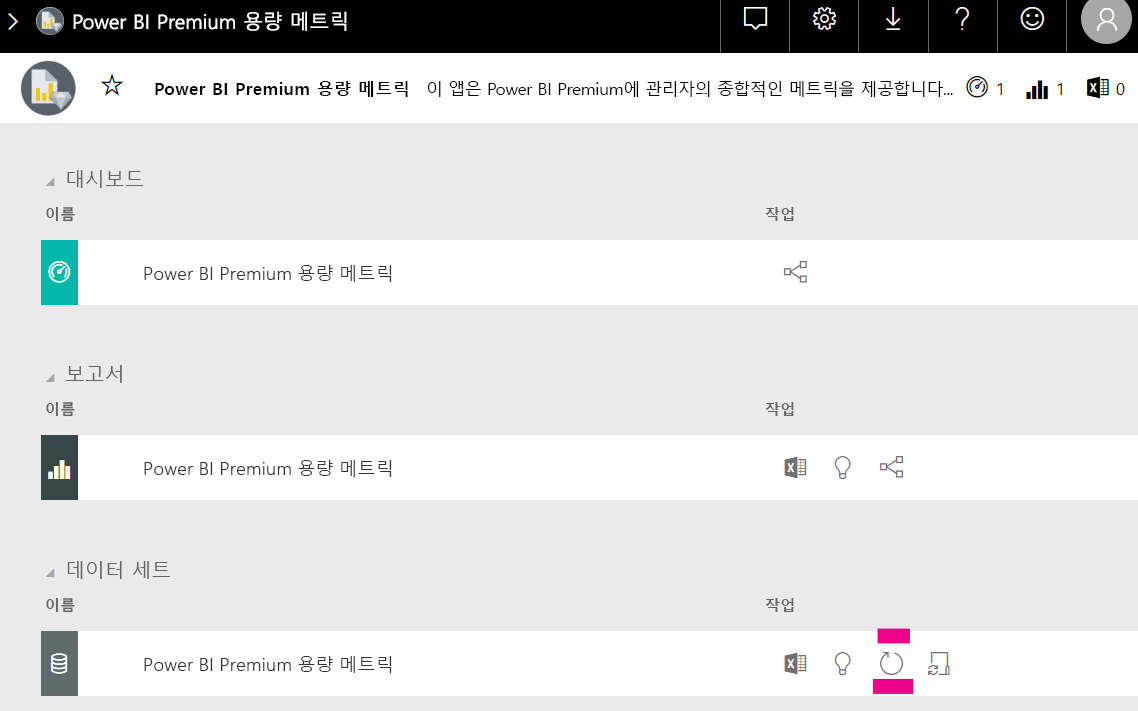 Power BI Premium 용량 메트릭
Power BI Premium 용량 메트릭 이 앱은 Power BI Premium에 관리자의 종합적인 메트릭을 제공합니다... 1 1 0
대시보드
이름 작업
Power BI Premium 용량 메트릭
보고서
이름 작업
Power BI Premium 용량 메트릭
데이터 세트
이름 작업
Power BI Premium 용량 메트릭